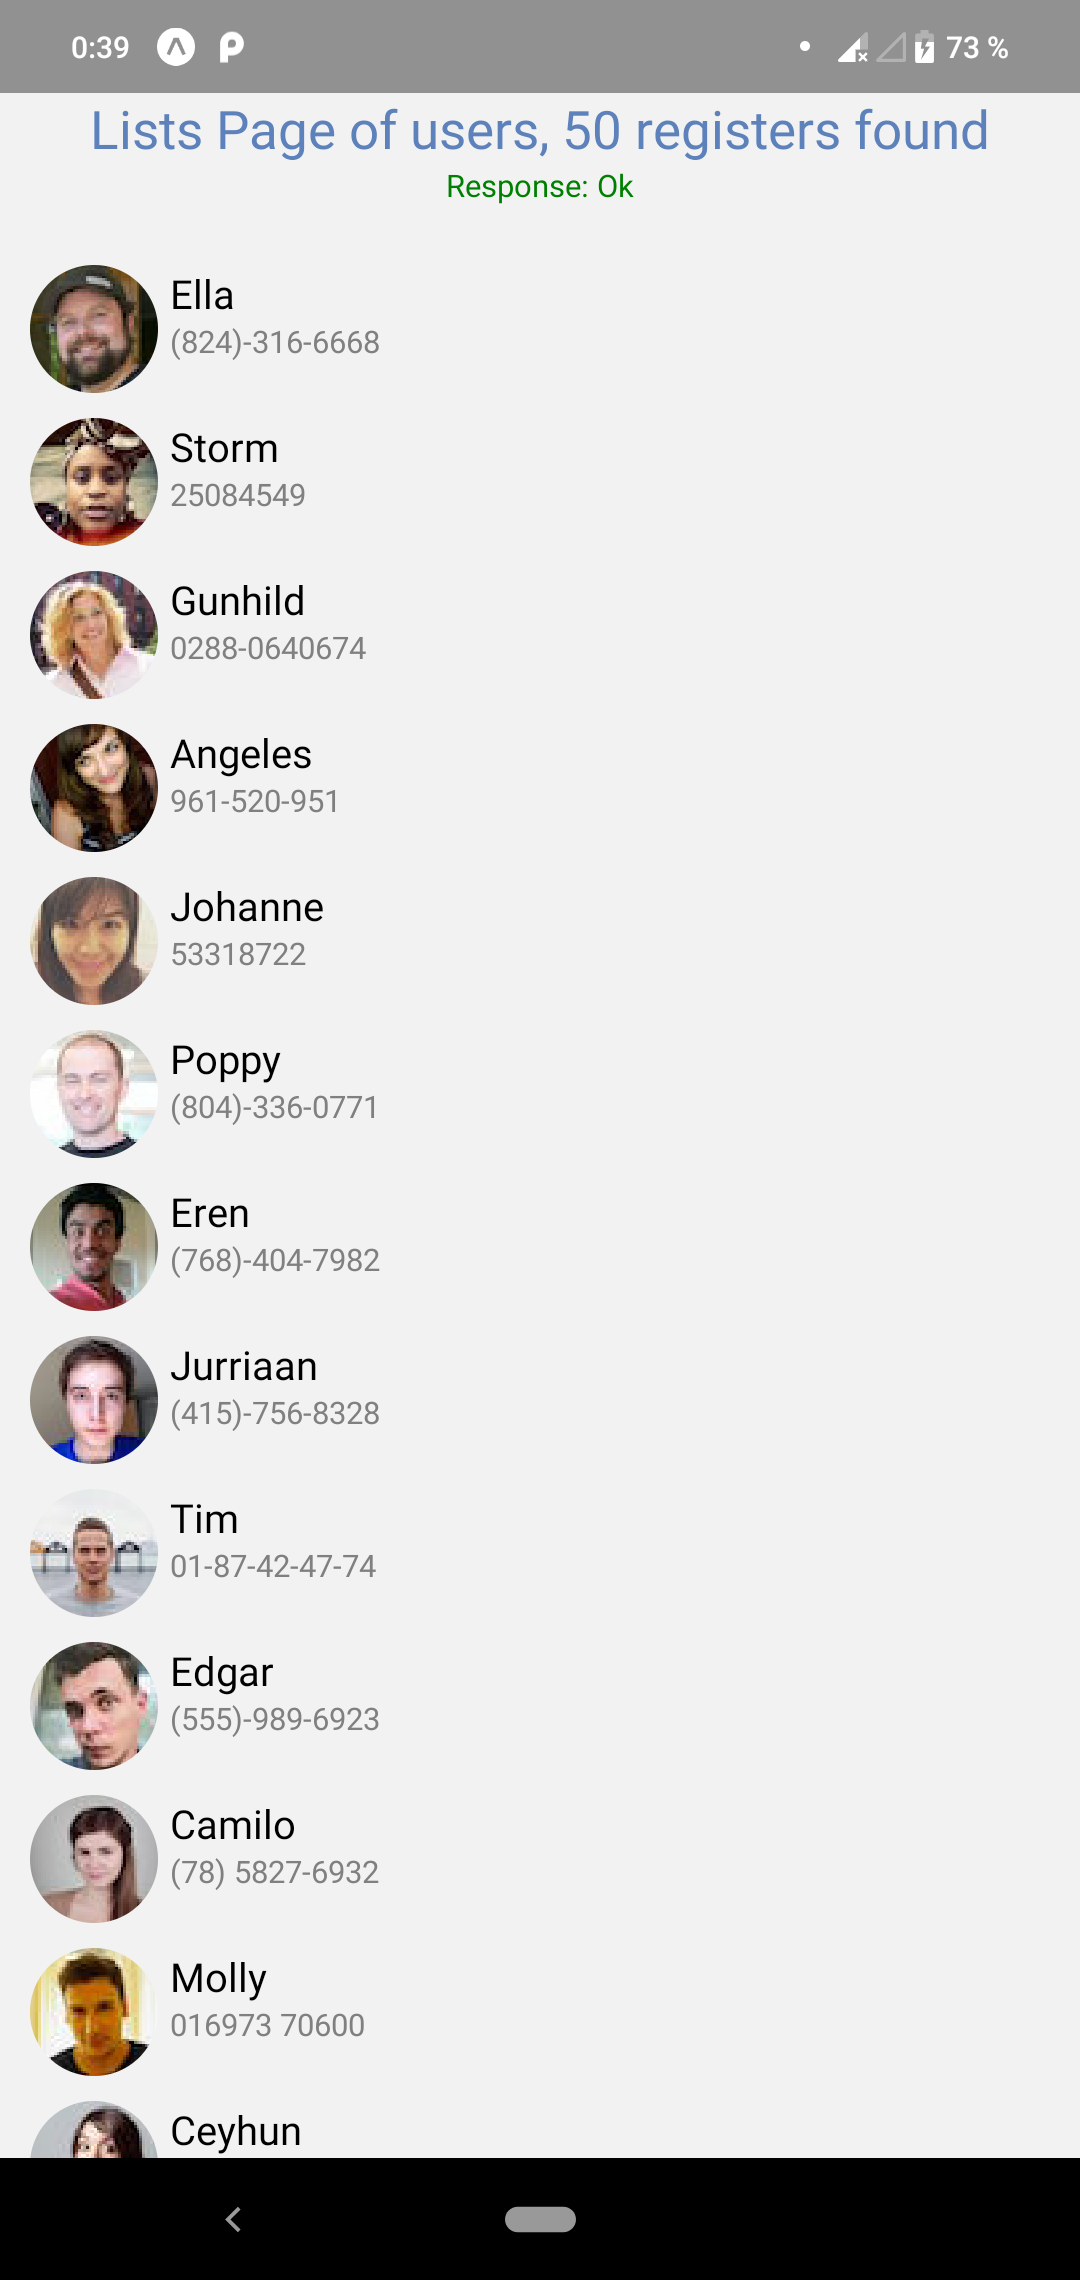 0:39
73 %
Lists Page of users, 50 registers found
Response: Ok
Ella
(824)-316-6668
Storm
25084549
Gunhild
0288-0640674
Angeles
961-520-951
Johanne
53318722
Poppy
(804)-336-0771
Eren
(768)-404-7982
Jurriaan
(415)-756-8328
Tim
01-87-42-47-74
Edgar
(555)-989-6923
Camilo
(78) 5827-6932
Molly
016973 70600
Ceyhun